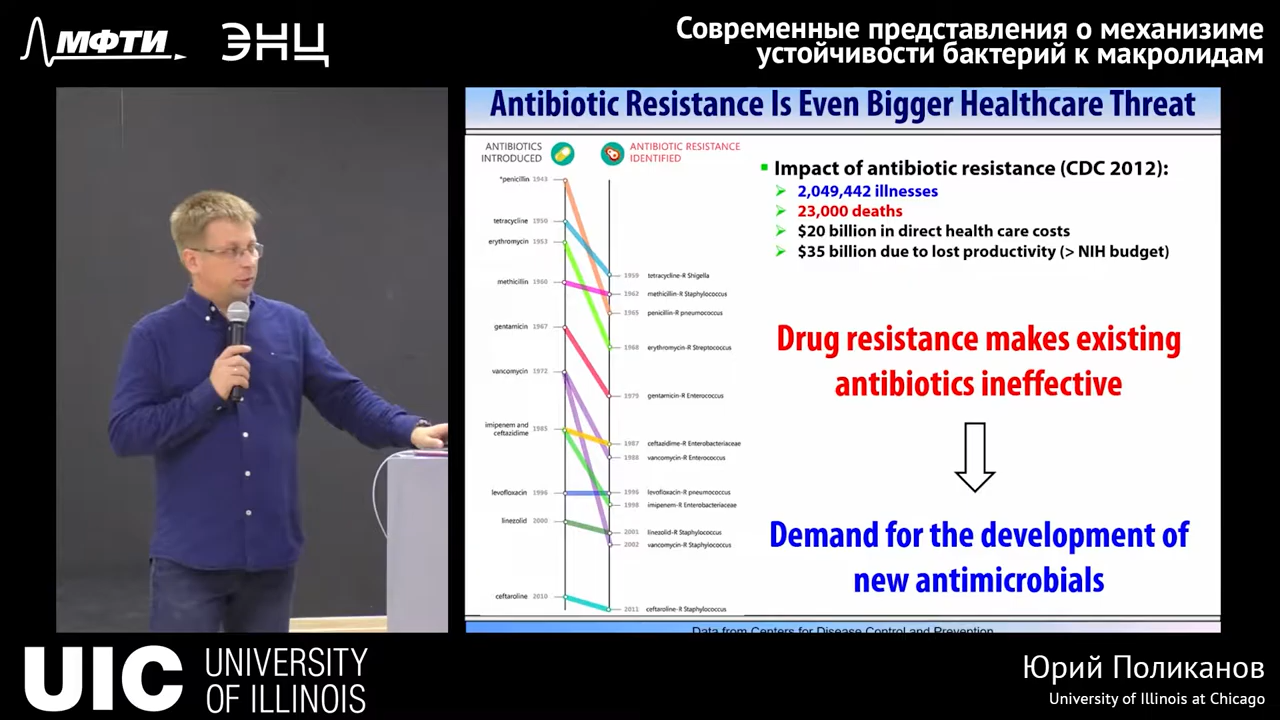 МФТИ
ЭНЦ
Современные представления о механизиме
устойчивости бактерий к макролидам
Antibiotic Resistance Is Even Bigger Healthcare Threat
ANTIBIOTICS
INTRODUCED
ANTIBIOTIC RESISTANCE
IDENTIFIED
*penicillin 1943
tetracycline 1950
erythromycin 1953
methicillin 1960
gentamicin 1967
vancomycin 1972
imipenem and
ceftazidime 1985
levofloxacin 1996
linezolid 2000
ceftaroline 2010
1959 tetracycline-R Shigella
1962 methicillin-R Staphylococcus
1965 penicillin-R pneumococcus
1968 erythromycin-R Streptococcus
1979 gentamicin-R Enterococcus
1987 ceftazidime-R Enterobacteriaceae
1988 vancomycin-R Enterococcus
1996 levofloxacin-R pneumococcus
1998 imipenem-R Enterobacteriaceae
2001 linezolid-R Staphylococcus
2002 vancomycin-R Staphylococcus
2011 ceftaroline-R Staphylococcus
Impact of antibiotic resistance (CDC 2012):
2,049,442 illnesses
23,000 deaths
$20 billion in direct health care costs
$35 billion due to lost productivity (> NIH budget)
Drug resistance makes existing
antibiotics ineffective
Demand for the development of
new antimicrobials
Data from Centers for Disease Control and Prevention
UIC
UNIVERSITY
OF ILLINOIS
Юрий Поликанов
University of Illinois at Chicago